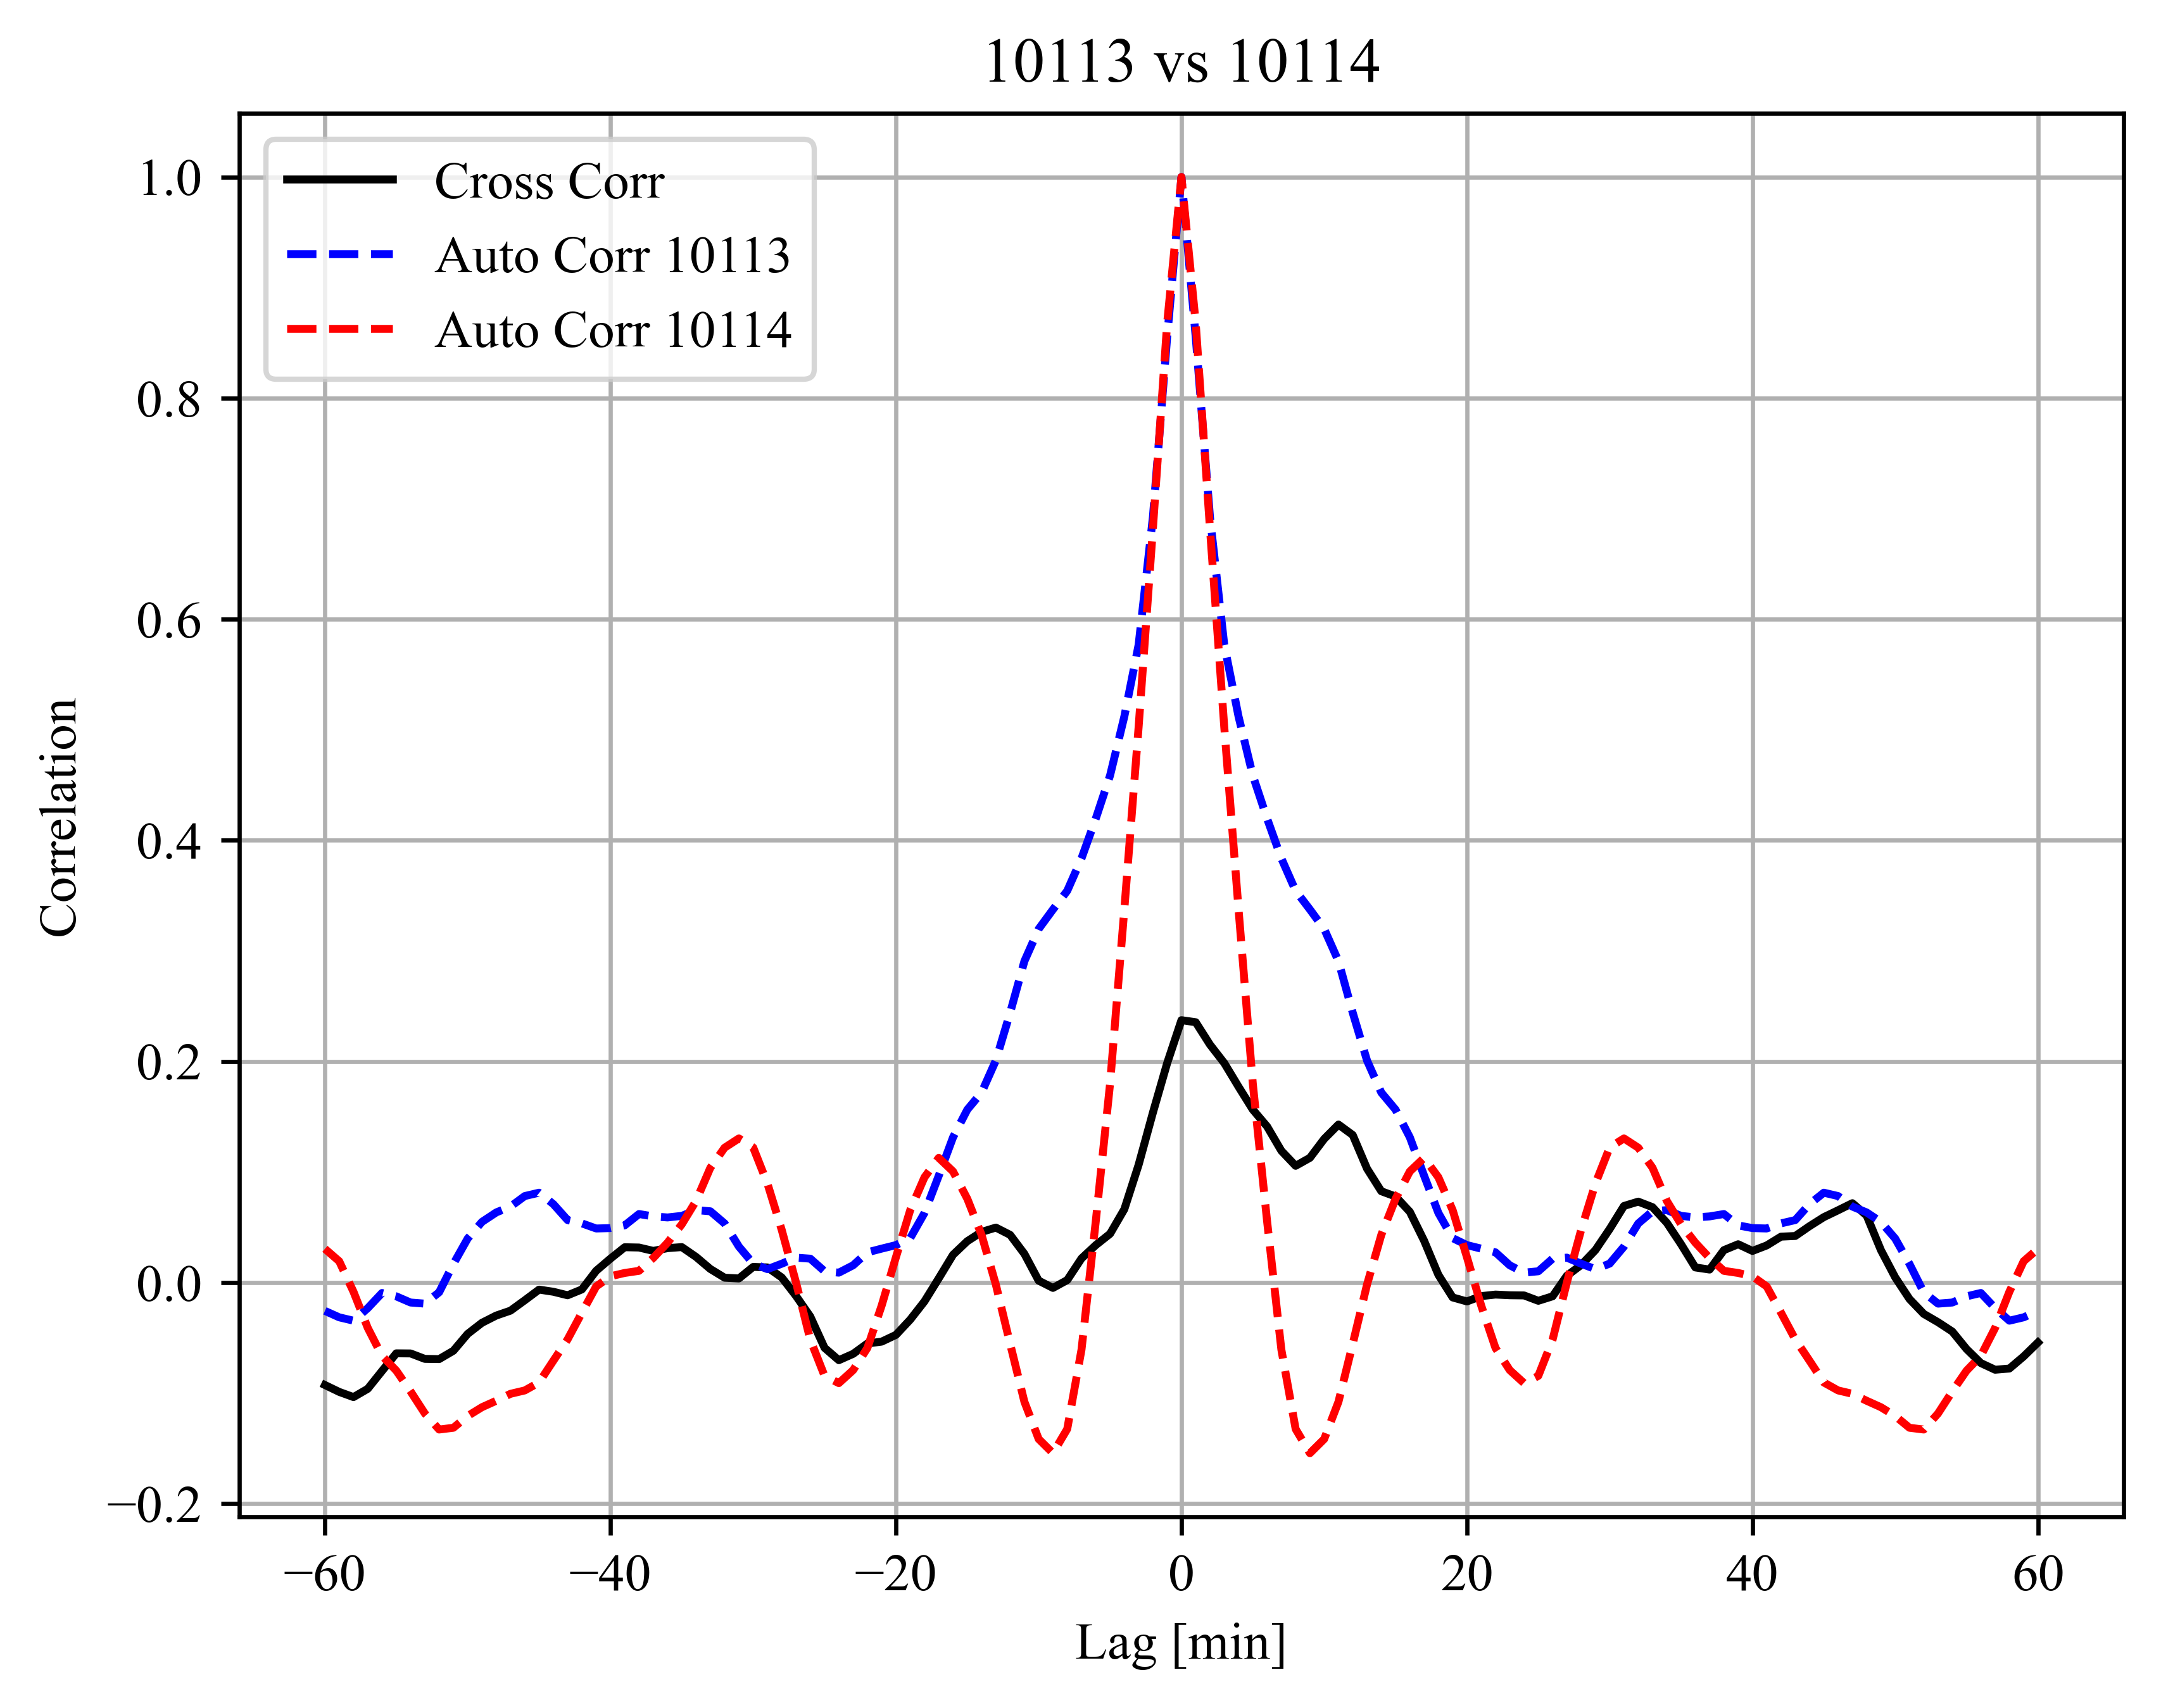 10113 vs 10114
Cross Corr
Auto Corr 10113
Auto Corr 10114
1.0
0.8
0.6
0.4
0.2
0.0
−0.2
Correlation
−60 −40 −20 0 20 40 60
Lag [min]